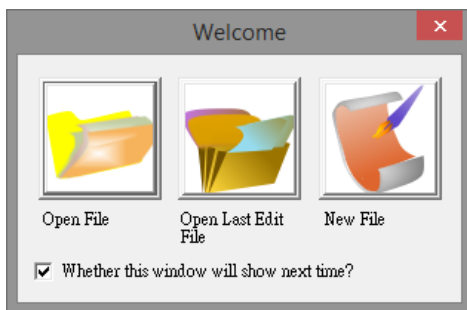 Welcome
Open File
Open Last Edit
File
New File
Whether this window will show next time?